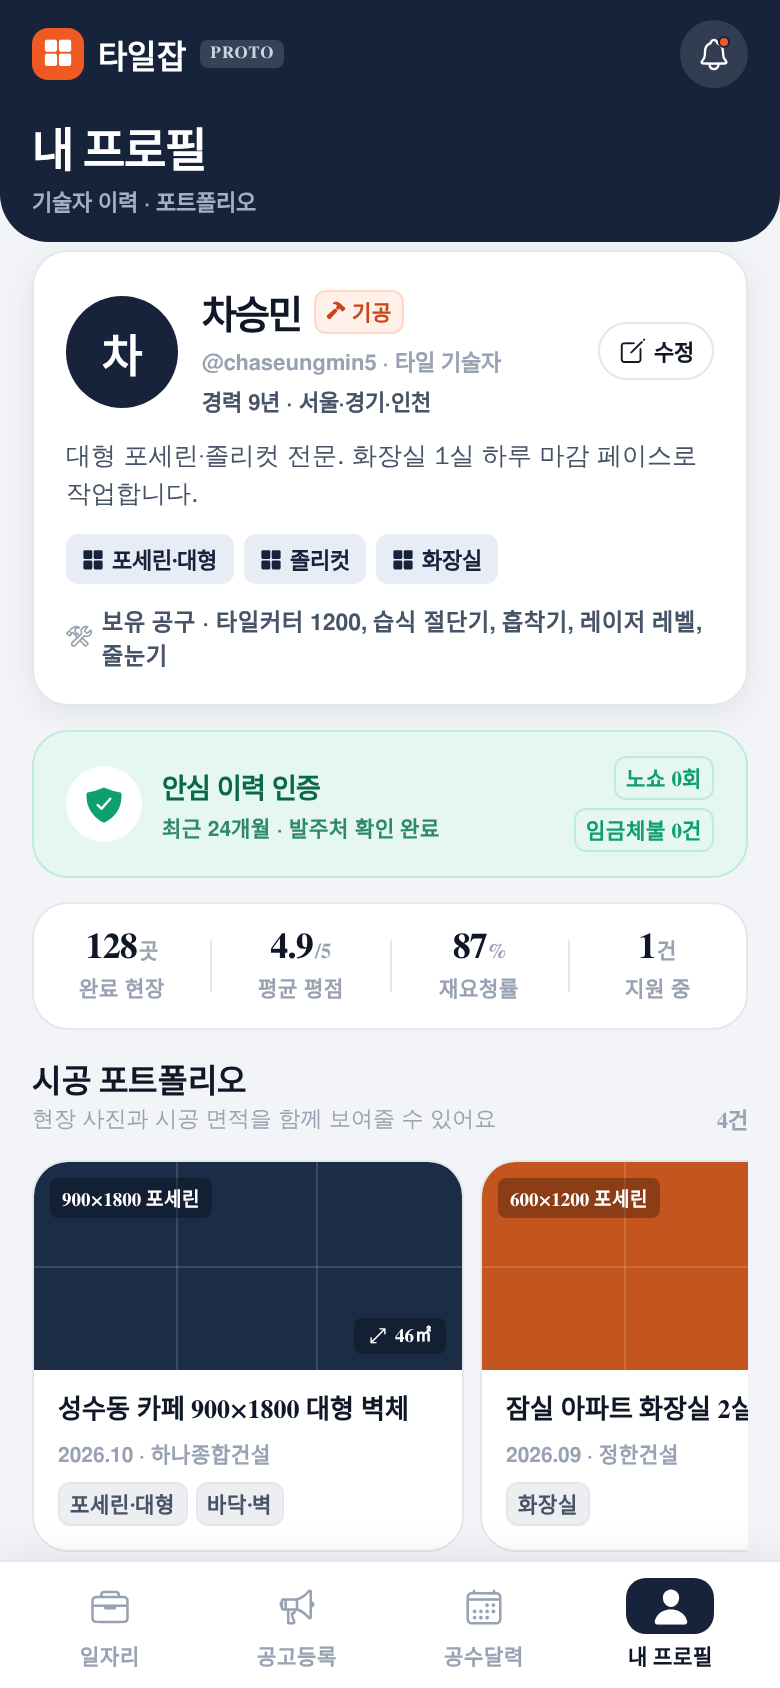 타일잡 PROTO
내 프로필
기술자 이력 · 포트폴리오
차
차승민 기공
@chaseungmin5 · 타일 기술자
경력 9년 · 서울·경기·인천
수정
대형 포세린·졸리컷 전문. 화장실 1실 하루 마감 페이스로
작업합니다.
포세린·대형 졸리컷 화장실
보유 공구 · 타일커터 1200, 습식 절단기, 흡착기, 레이저 레벨,
줄눈기
안심 이력 인증
최근 24개월 · 발주처 확인 완료
노쇼 0회
임금체불 0건
128곳 4.9/5 87% 1건
완료 현장 평균 평점 재요청률 지원 중
시공 포트폴리오
현장 사진과 시공 면적을 함께 보여줄 수 있어요 4건
900×1800 포세린
46㎡
성수동 카페 900×1800 대형 벽체
2026.10 · 하나종합건설
포세린·대형 바닥·벽
600×1200 포세린
잠실 아파트 화장실 2실
2026.09 · 정한건설
화장실
일자리 공고등록 공수달력 내 프로필